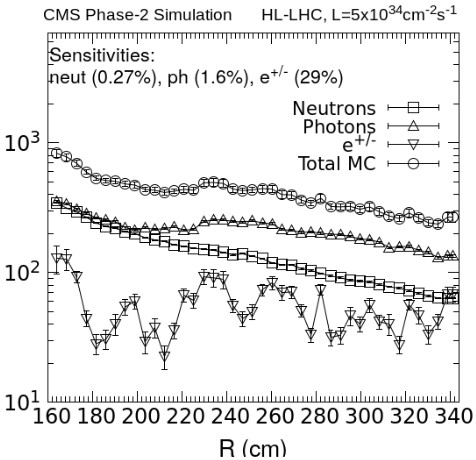 CMS Phase-2 Simulation HL-LHC, L=5x10³⁴cm⁻²s⁻¹
Sensitivities:
neut (0.27%), ph (1.6%), e⁺/⁻ (29%)
Neutrons
Photons
e⁺/⁻
Total MC
10³
10²
10¹
160 180 200 220 240 260 280 300 320 340
R (cm)